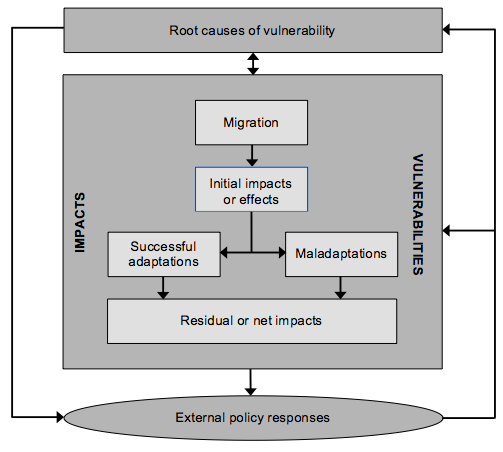 Root causes of vulnerability
Migration
Initial impacts
or effects
IMPACTS
VULNERABILITIES
Successful
adaptations
Maladaptations
Residual or net impacts
External policy responses